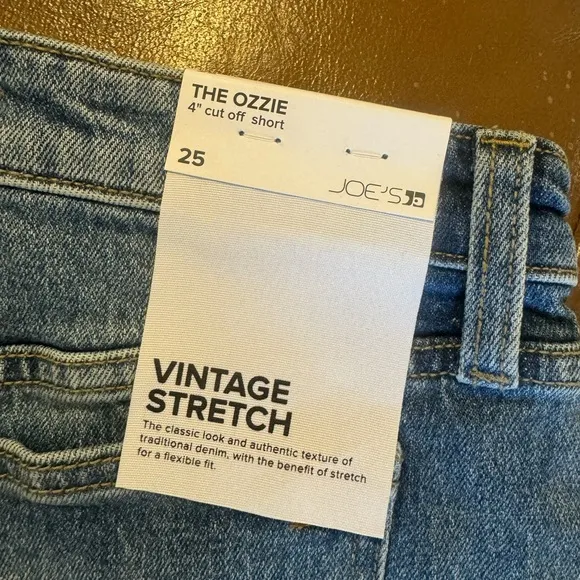 THE OZZIE
4" cut off short
25
JOE'S
VINTAGE
STRETCH
The classic look and authentic texture of
traditional denim, with the benefit of stretch
for a flexible fit.